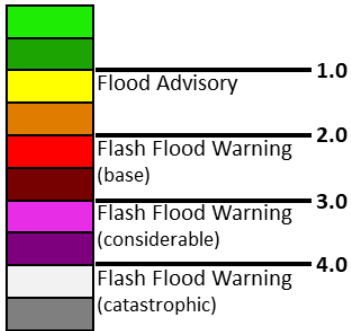 1.0
Flood Advisory
2.0
Flash Flood Warning
(base)
3.0
Flash Flood Warning
(considerable)
4.0
Flash Flood Warning
(catastrophic)